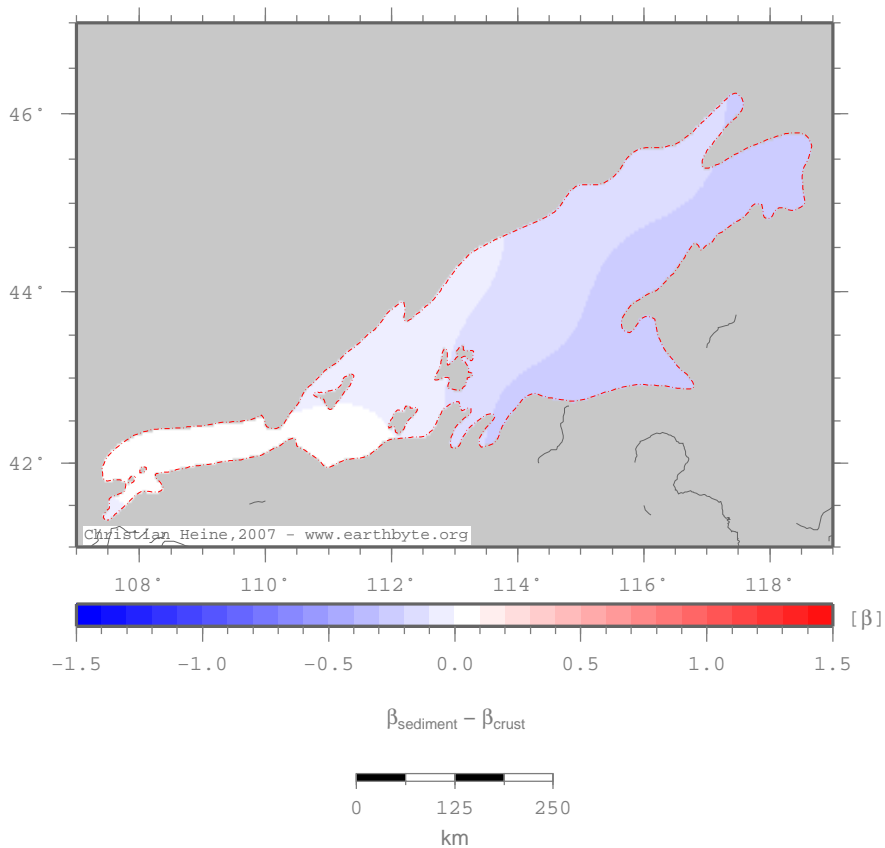 46°
44°
42°
Christian Heine,2007 - www.earthbyte.org
108° 110° 112° 114° 116° 118°
[β]
-1.5 -1.0 -0.5 0.0 0.5 1.0 1.5
βsediment − βcrust
0 125 250
km